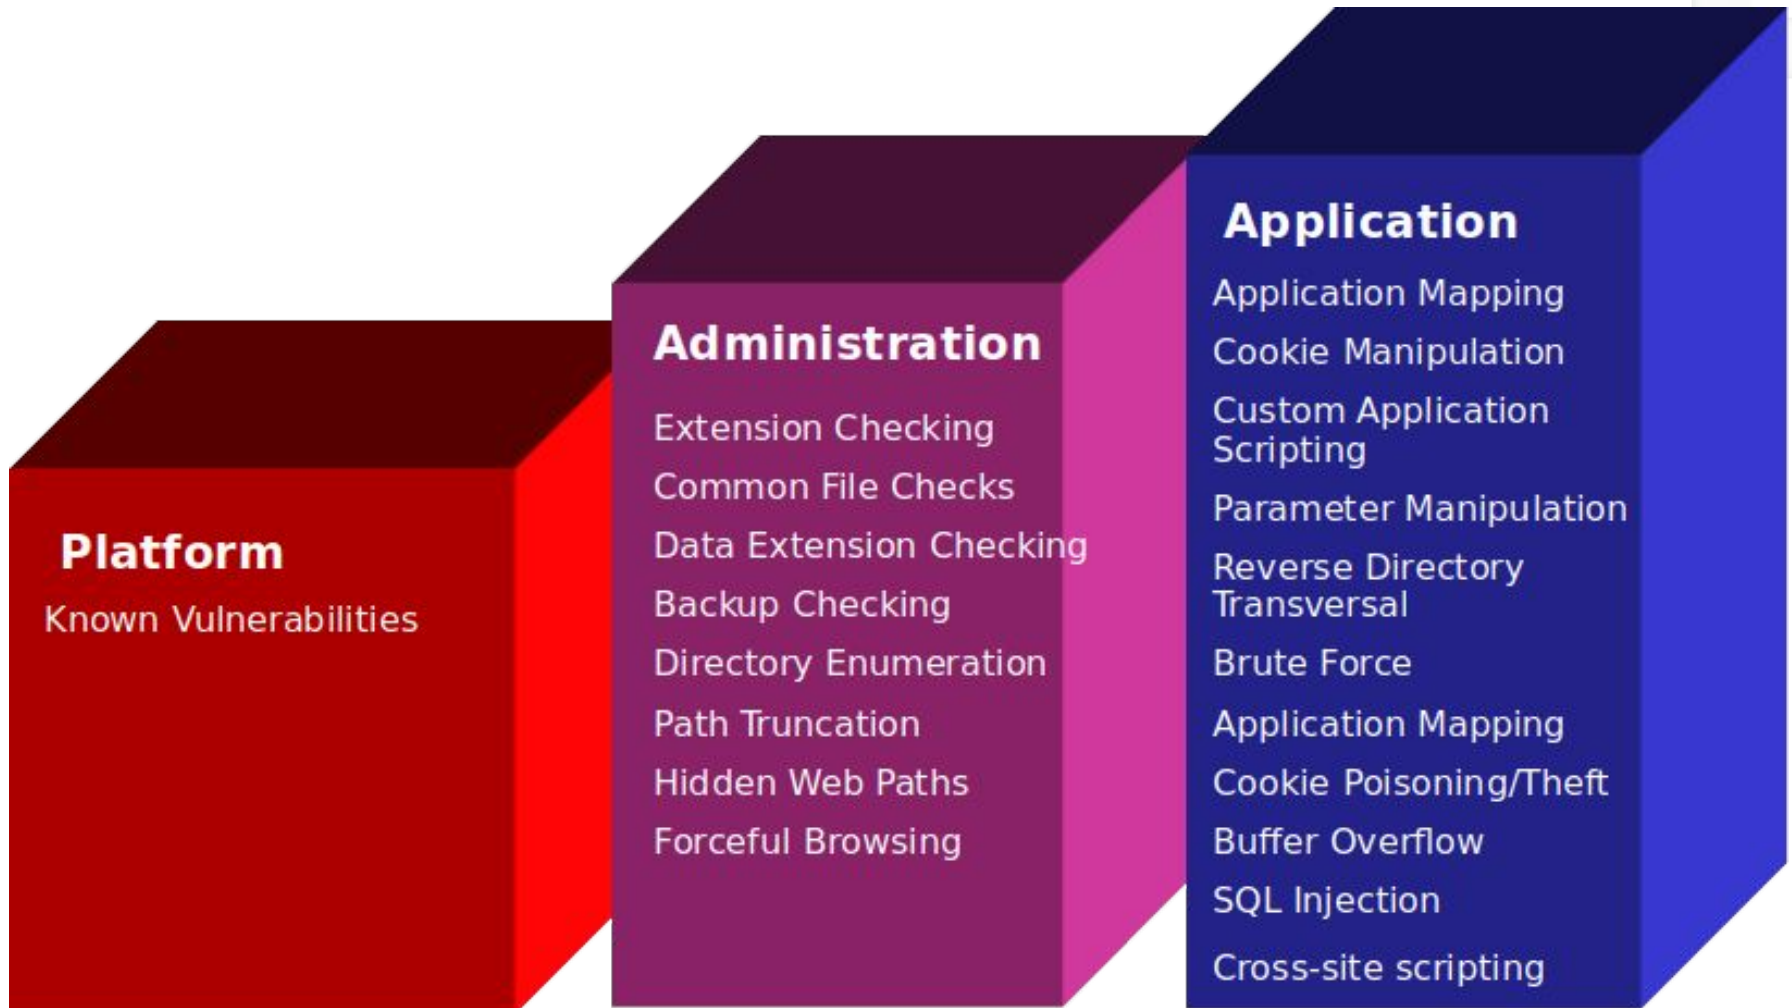 Platform
Known Vulnerabilities
Administration
Extension Checking
Common File Checks
Data Extension Checking
Backup Checking
Directory Enumeration
Path Truncation
Hidden Web Paths
Forceful Browsing
Application
Application Mapping
Cookie Manipulation
Custom Application
Scripting
Parameter Manipulation
Reverse Directory
Transversal
Brute Force
Application Mapping
Cookie Poisoning/Theft
Buffer Overflow
SQL Injection
Cross-site scripting